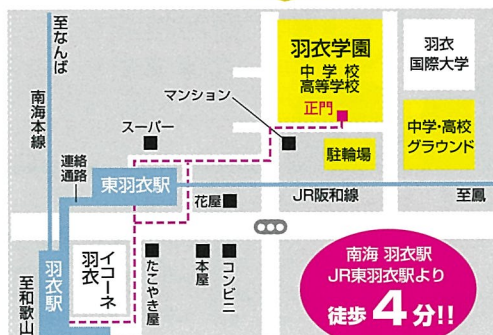 至なんば
南海本線
羽衣学園
中学校
高等学校
正門
羽衣
国際大学
マンション
スーパー
駐輪場
中学・高校
グラウンド
連絡
通路
東羽衣駅
花屋
JR阪和線
至鳳
羽衣駅
イコーネ
羽衣
たこやき屋
本屋
コンビニ
至和歌山
南海 羽衣駅
JR東羽衣駅より
徒歩4分!!